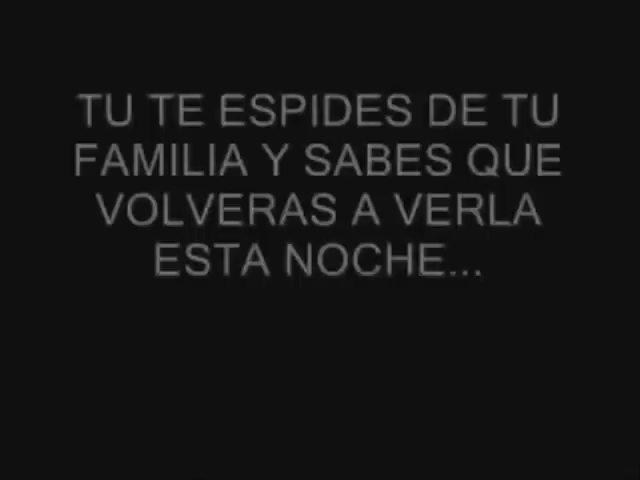 TU TE ESPIDES DE TU
FAMILIA Y SABES QUE
VOLVERAS A VERLA
ESTA NOCHE...